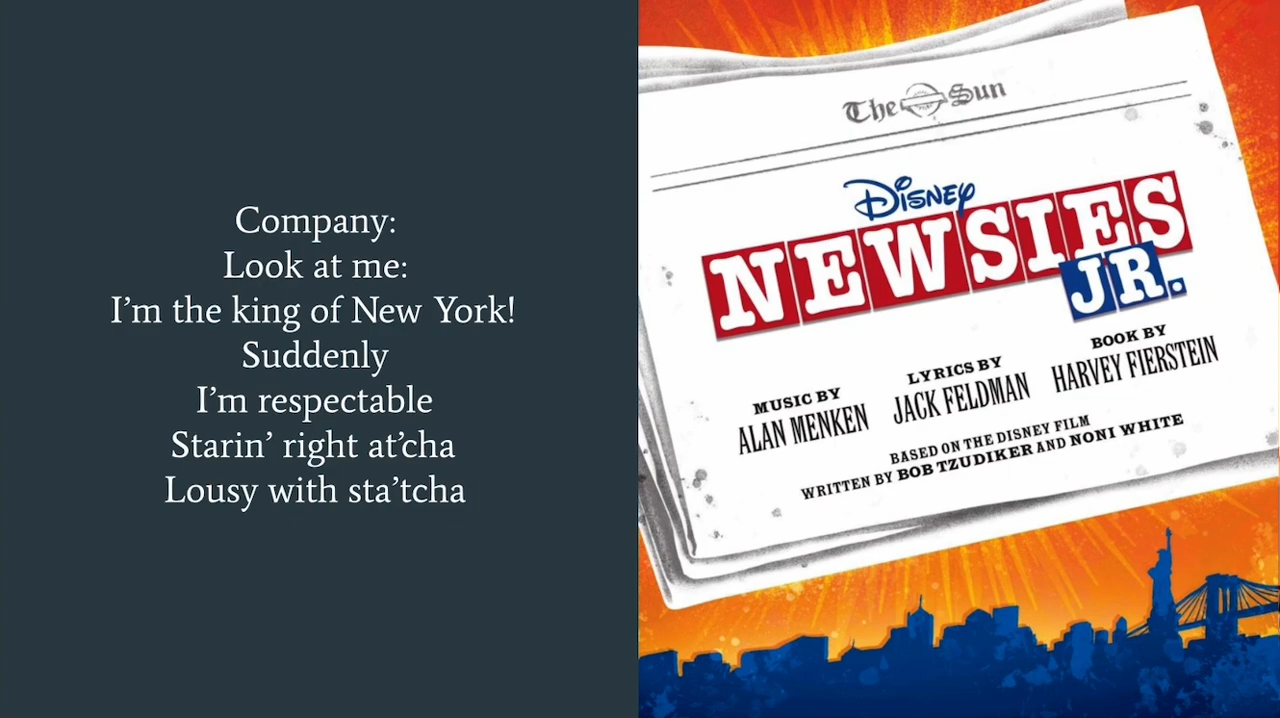 Company:
Look at me:
I’m the king of New York!
Suddenly
I’m respectable
Starin’ right at’cha
Lousy with sta’tcha
The Sun
Disney
NEWSIES
JR.
MUSIC BY
ALAN MENKEN
LYRICS BY
JACK FELDMAN
BOOK BY
HARVEY FIERSTEIN
BASED ON THE DISNEY FILM
WRITTEN BY BOB TZUDIKER AND NONI WHITE